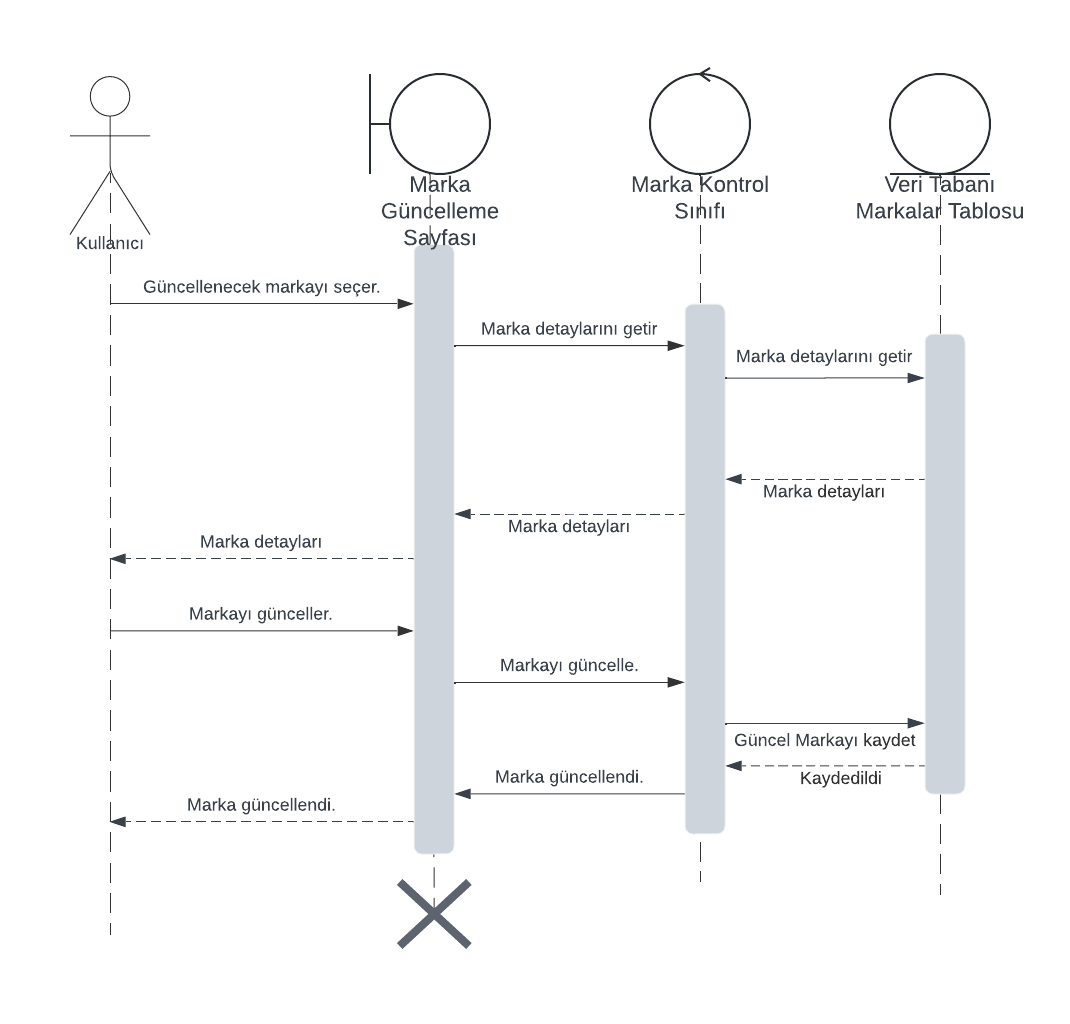 Kullanıcı
Marka
Güncelleme
Sayfası
Marka Kontrol
Sınıfı
Veri Tabanı
Markalar Tablosu
Güncellenecek markayı seçer.
Marka detaylarını getir
Marka detaylarını getir
Marka detayları
Marka detayları
Marka detayları
Markayı günceller.
Markayı güncelle.
Güncel Markayı kaydet
Kaydedildi
Marka güncellendi.
Marka güncellendi.